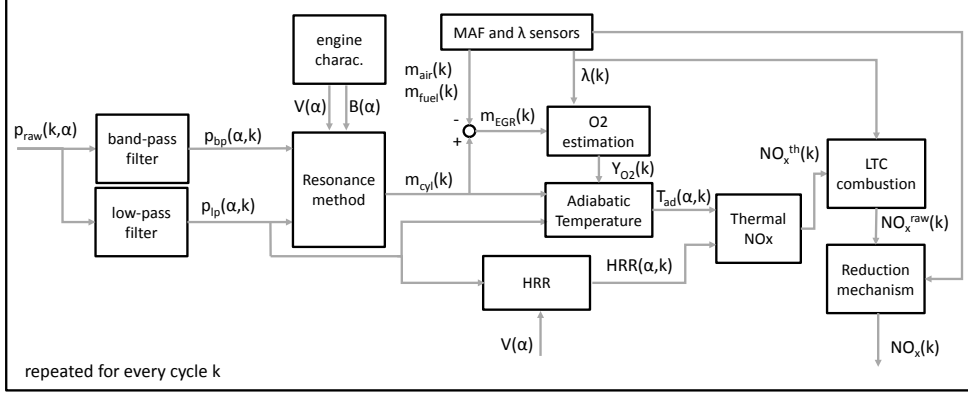 engine
charac.
MAF and λ sensors
V(α)
B(α)
m_air(k)
m_fuel(k)
λ(k)
p_raw(k,α)
band-pass
filter
p_bp(α,k)
-
+
m_EGR(k)
O2
estimation
NO_x^th(k)
LTC
combustion
Resonance
method
m_cyl(k)
Y_O2(k)
low-pass
filter
p_lp(α,k)
Adiabatic
Temperature
T_ad(α,k)
Thermal
NOx
NO_x^raw(k)
HRR
HRR(α,k)
Reduction
mechanism
V(α)
NO_x(k)
repeated for every cycle k